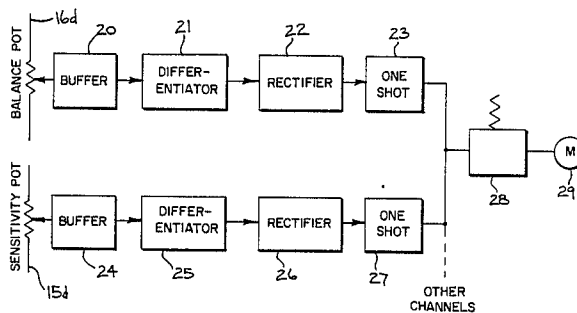 16d
BALANCE POT
20
BUFFER
21
DIFFER-
ENTIATOR
22
RECTIFIER
23
ONE
SHOT
28
M
29
SENSITIVITY POT
15d
BUFFER
24
DIFFER-
ENTIATOR
25
RECTIFIER
26
ONE
SHOT
27
OTHER
CHANNELS